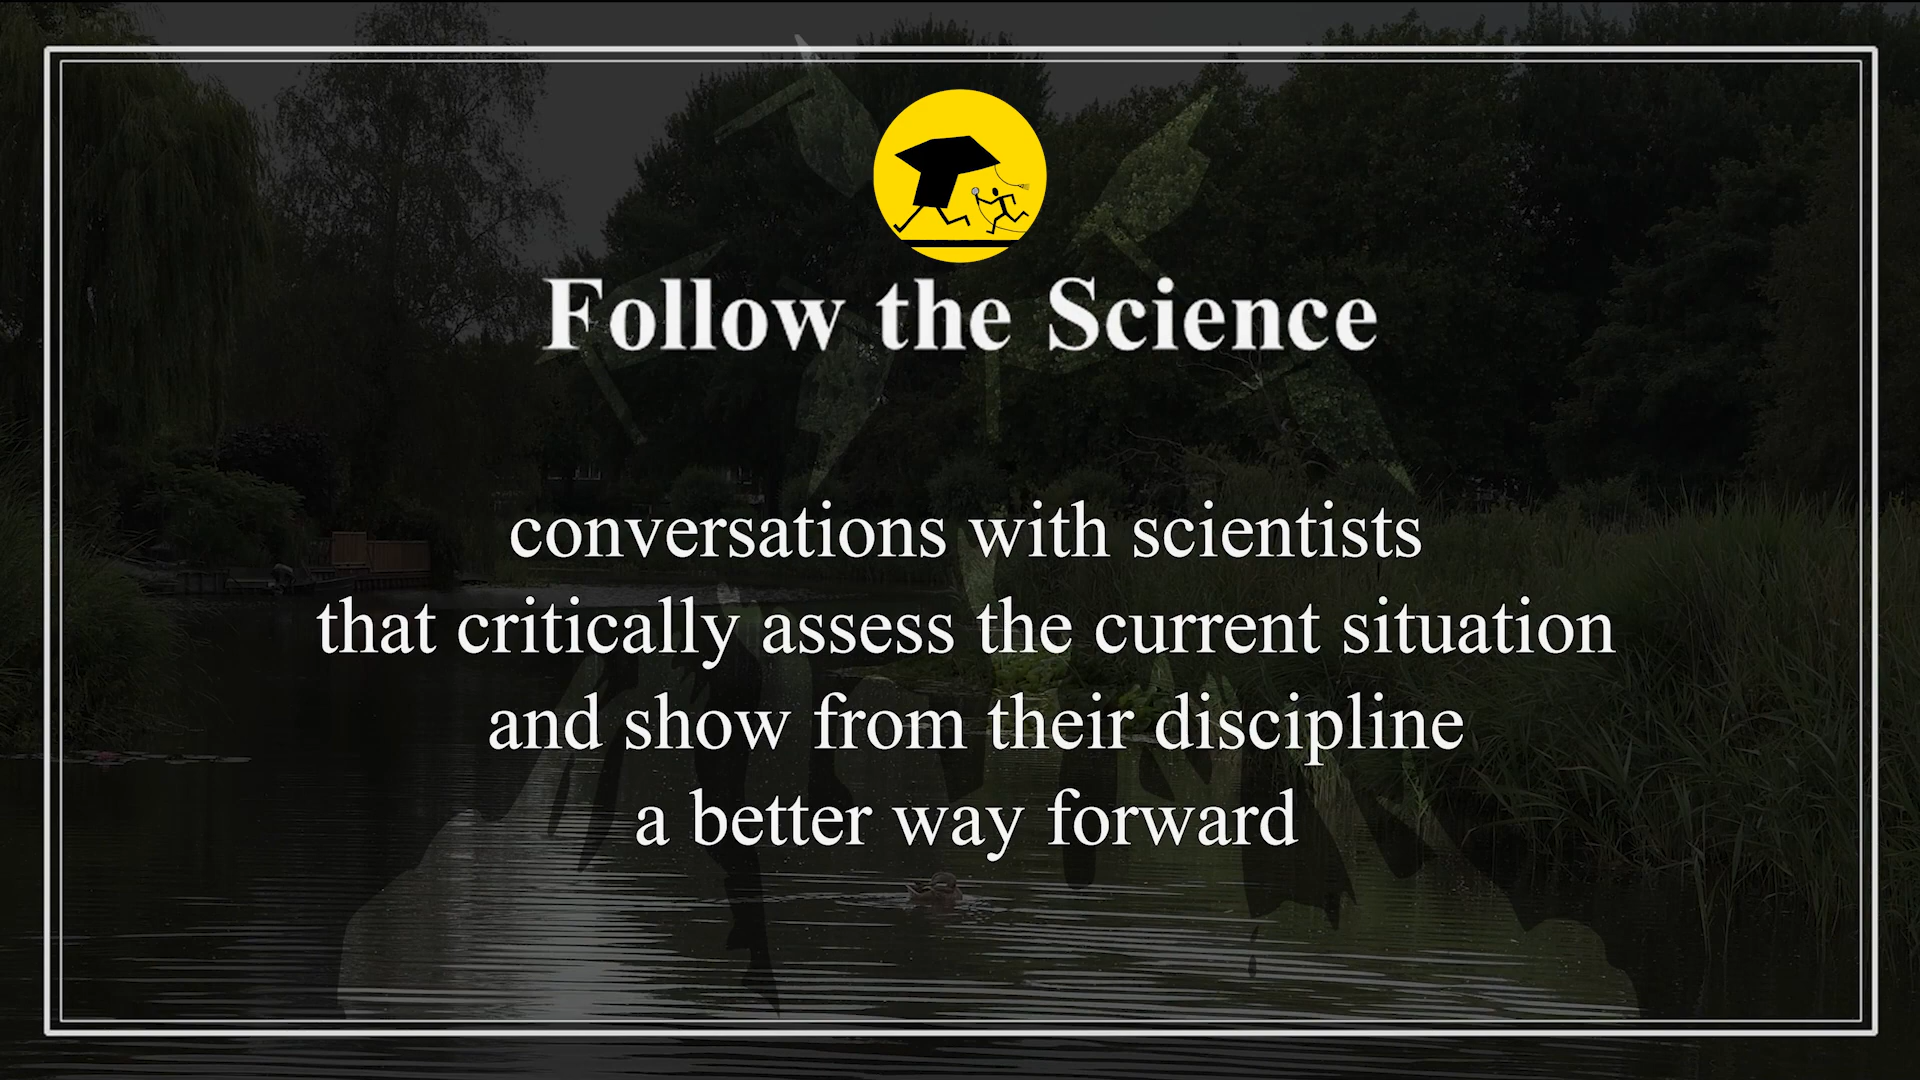 Follow the Science
conversations with scientists
that critically assess the current situation
and show from their discipline
a better way forward